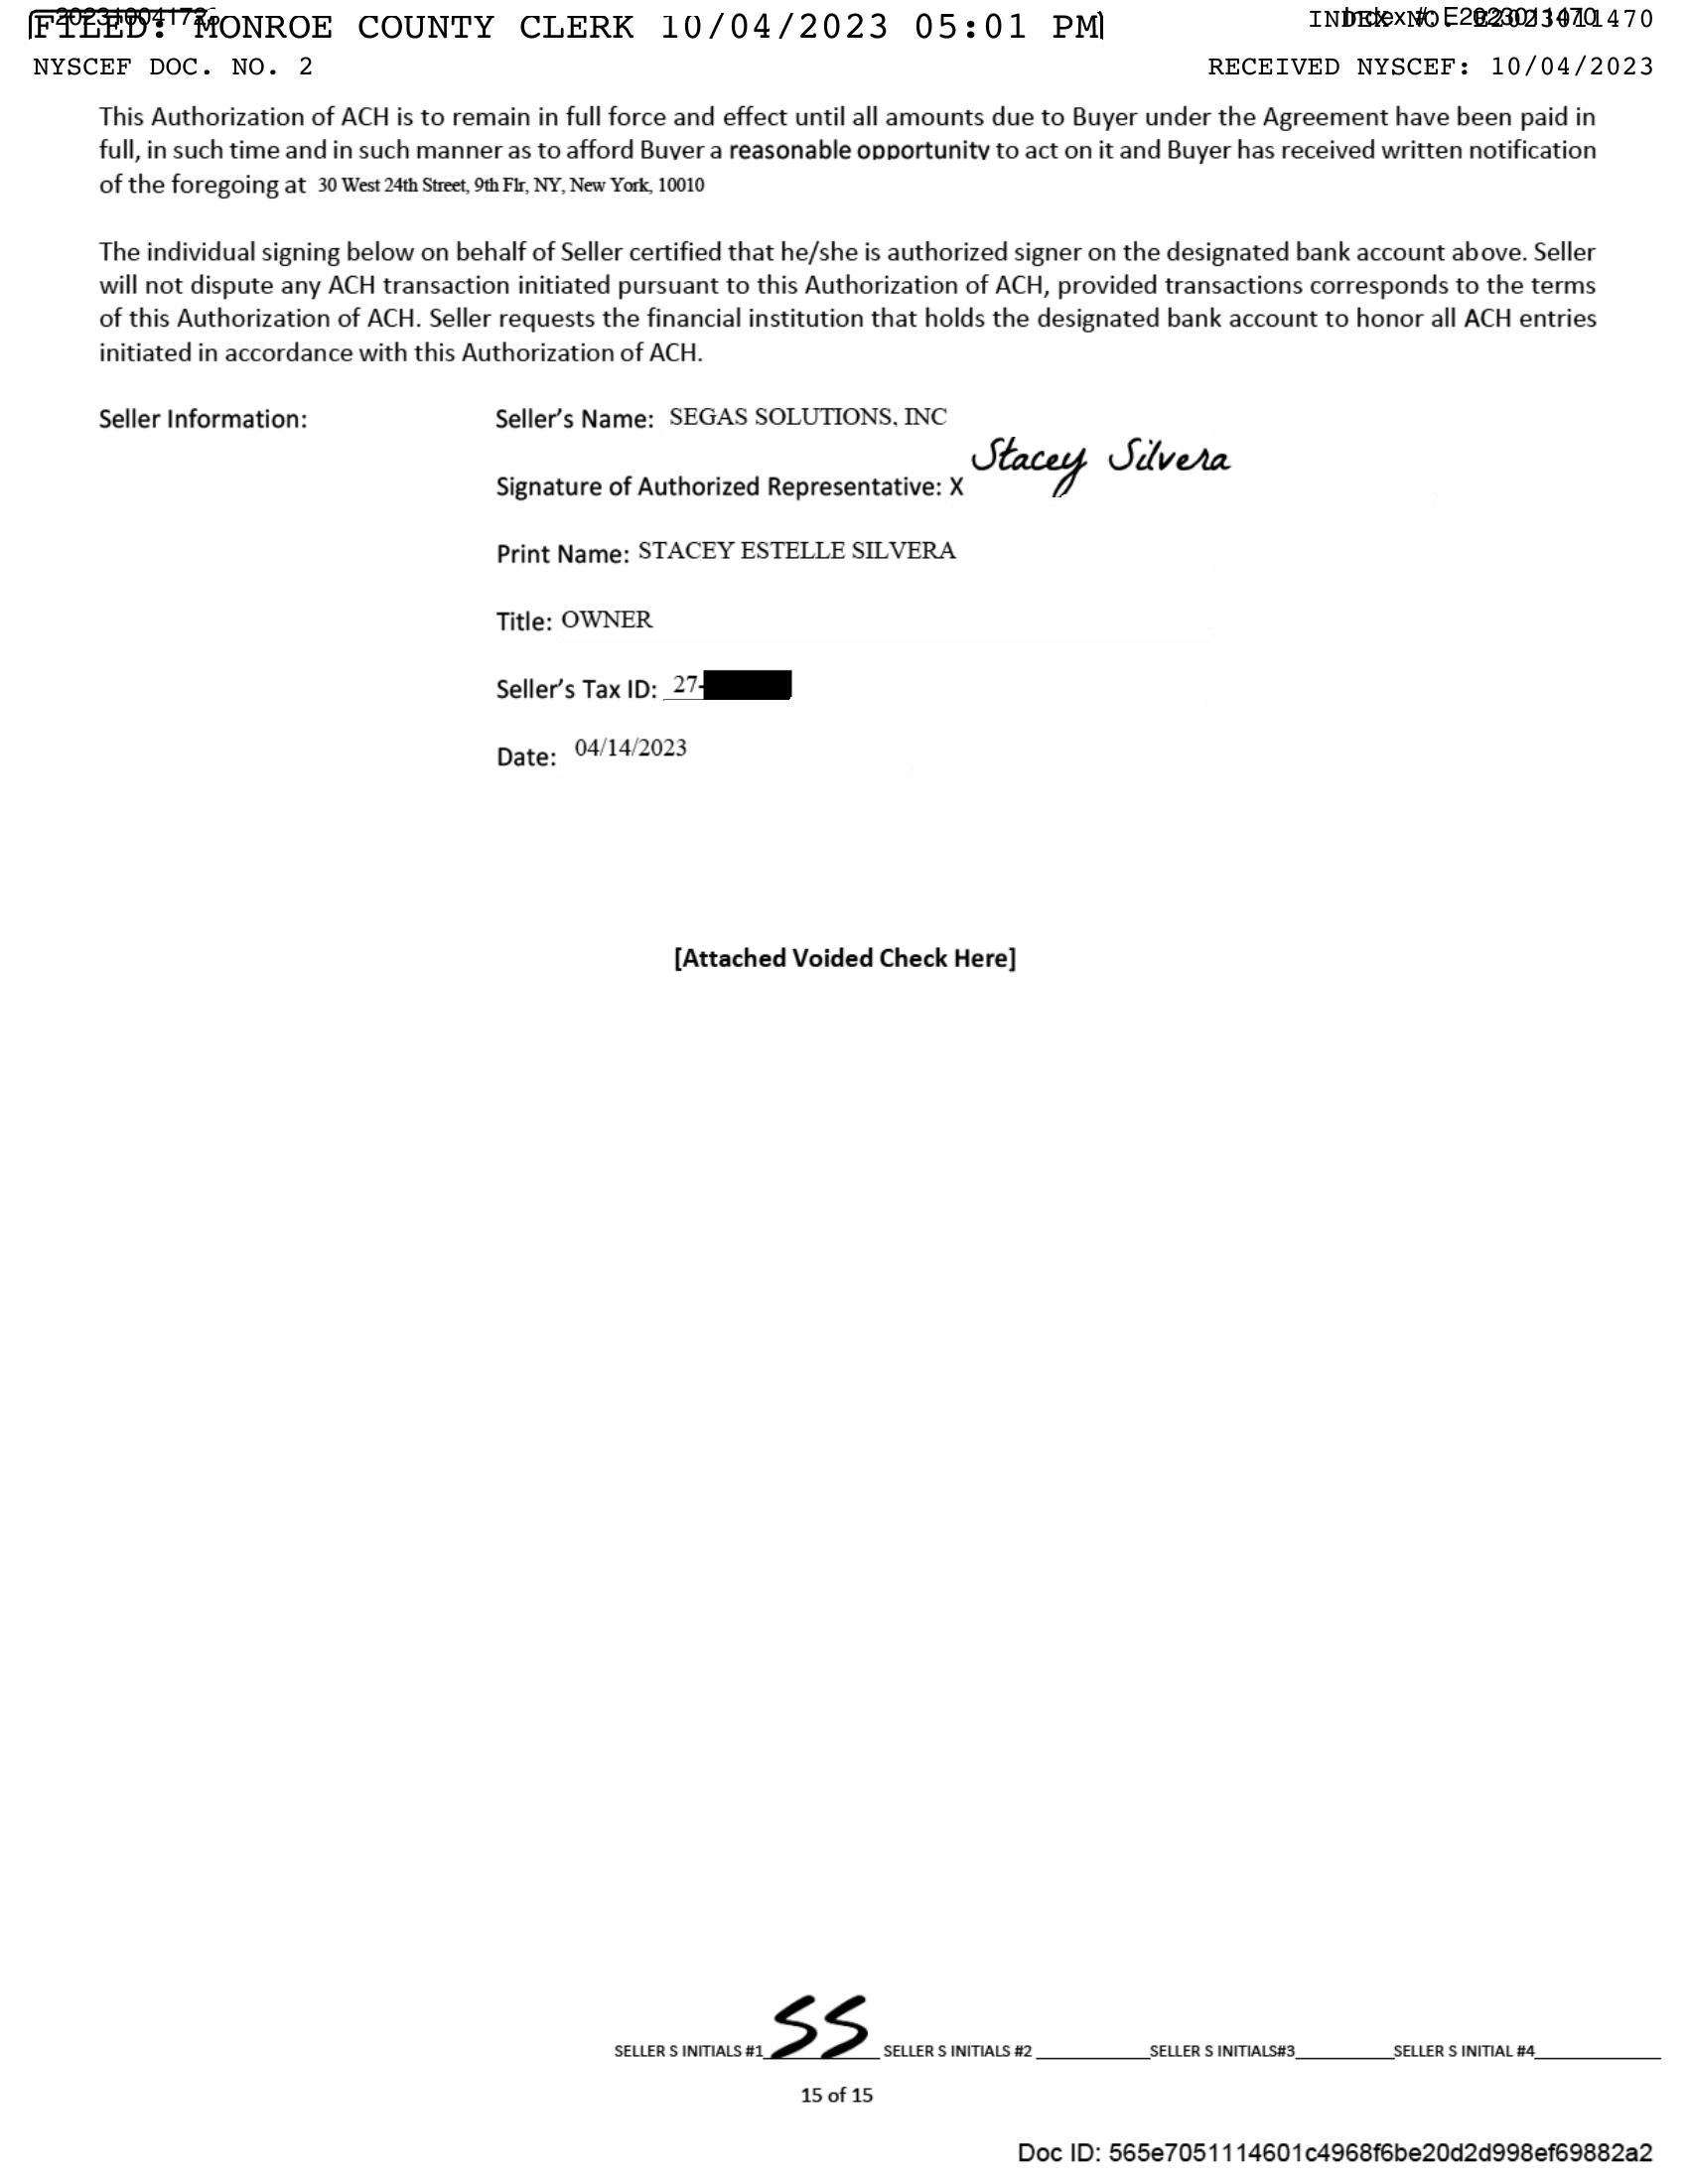 FILED: MONROE COUNTY CLERK 10/04/2023 05:01 PM
INDEX NO. E2023011470
Index #: E2023011470
NYSCEF DOC. NO. 2
RECEIVED NYSCEF: 10/04/2023
This Authorization of ACH is to remain in full force and effect until all amounts due to Buyer under the Agreement have been paid in
full, in such time and in such manner as to afford Buyer a reasonable opportunity to act on it and Buyer has received written notification
of the foregoing at 30 West 24th Street, 9th Flr, NY, New York, 10010
The individual signing below on behalf of Seller certified that he/she is authorized signer on the designated bank account above. Seller
will not dispute any ACH transaction initiated pursuant to this Authorization of ACH, provided transactions corresponds to the terms
of this Authorization of ACH. Seller requests the financial institution that holds the designated bank account to honor all ACH entries
initiated in accordance with this Authorization of ACH.
Seller Information:
Seller's Name: SEGAS SOLUTIONS, INC
Signature of Authorized Representative: X Stacey Silvera
Print Name: STACEY ESTELLE SILVERA
Title: OWNER
Seller's Tax ID: 27-
Date: 04/14/2023
[Attached Voided Check Here]
SELLER S INITIALS #1 SS SELLER S INITIALS #2 SELLER S INITIALS#3 SELLER S INITIAL #4
15 of 15
Doc ID: 565e7051114601c4968f6be20d2d998ef69882a2